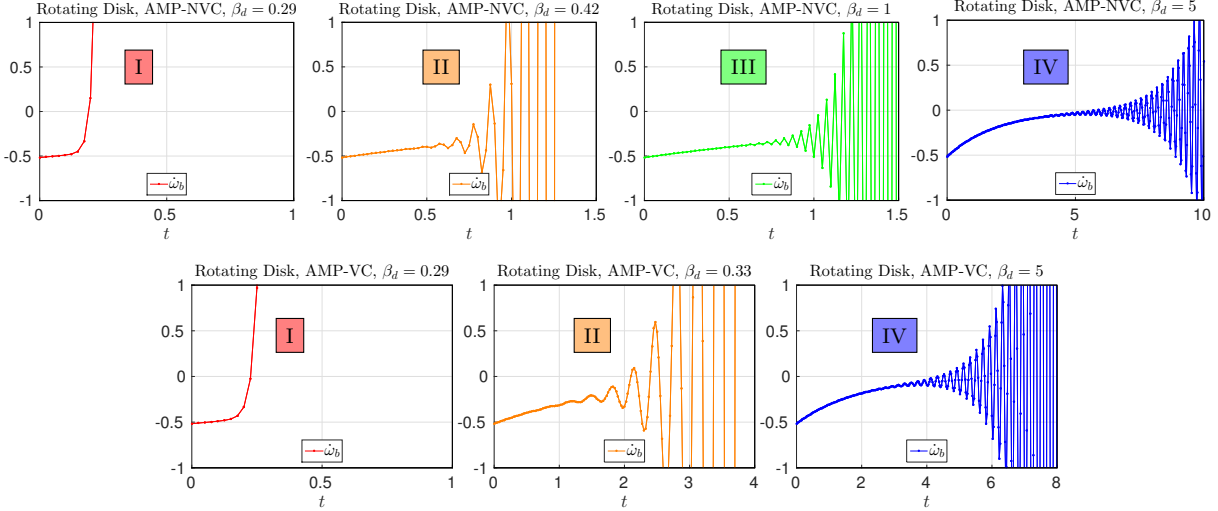 Rotating Disk, AMP-NVC, β_d = 0.29
1
0.5
0
-0.5
-1
0
0.5
1
t
I
ω̇_b
Rotating Disk, AMP-NVC, β_d = 0.42
1
0.5
0
-0.5
-1
0
0.5
1
1.5
t
II
ω̇_b
Rotating Disk, AMP-NVC, β_d = 1
1
0.5
0
-0.5
-1
0
0.5
1
1.5
t
III
ω̇_b
Rotating Disk, AMP-NVC, β_d = 5
1
0.5
0
-0.5
-1
0
5
10
t
IV
ω̇_b
Rotating Disk, AMP-VC, β_d = 0.29
1
0.5
0
-0.5
-1
0
0.5
1
t
I
ω̇_b
Rotating Disk, AMP-VC, β_d = 0.33
1
0.5
0
-0.5
-1
0
1
2
3
4
t
II
ω̇_b
Rotating Disk, AMP-VC, β_d = 5
1
0.5
0
-0.5
-1
0
2
4
6
8
t
IV
ω̇_b